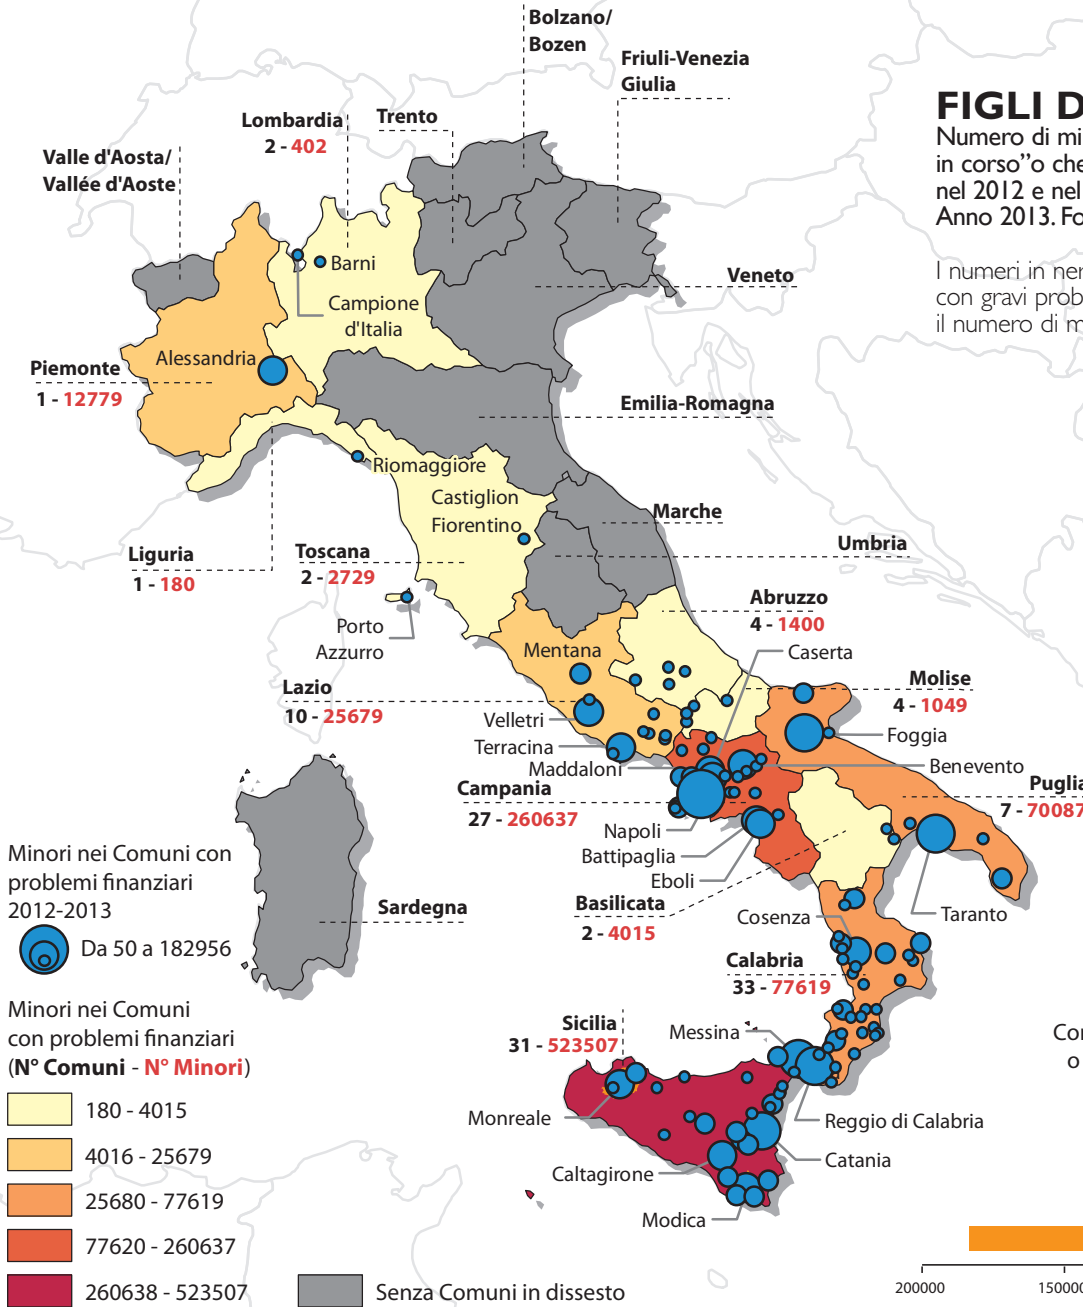 Bolzano/
Bozen
Friuli-Venezia
Giulia
FIGLI D
Numero di mi
in corso”o che
nel 2012 e nel
Anno 2013. Fo
I numeri in ner
con gravi prob
il numero di m
Lombardia
2 - 402
Trento
Valle d'Aosta/
Vallée d'Aoste
Veneto
Barni
Campione
d'Italia
Alessandria
Piemonte
1 - 12779
Emilia-Romagna
Riomaggiore
Castiglion
Fiorentino
Marche
Umbria
Liguria
1 - 180
Toscana
2 - 2729
Porto
Azzurro
Abruzzo
4 - 1400
Caserta
Mentana
Molise
4 - 1049
Lazio
10 - 25679
Velletri
Terracina
Maddaloni
Foggia
Benevento
Puglia
7 - 70087
Campania
27 - 260637
Napoli
Battipaglia
Eboli
Basilicata
2 - 4015
Taranto
Cosenza
Sardegna
Calabria
33 - 77619
Minori nei Comuni con
problemi finanziari
2012-2013
Da 50 a 182956
Minori nei Comuni
con problemi finanziari
(N° Comuni - N° Minori)
180 - 4015
4016 - 25679
25680 - 77619
77620 - 260637
260638 - 523507
Senza Comuni in dissesto
Sicilia
31 - 523507
Messina
Monreale
Reggio di Calabria
Catania
Caltagirone
Modica
Cor
o
200000
150000